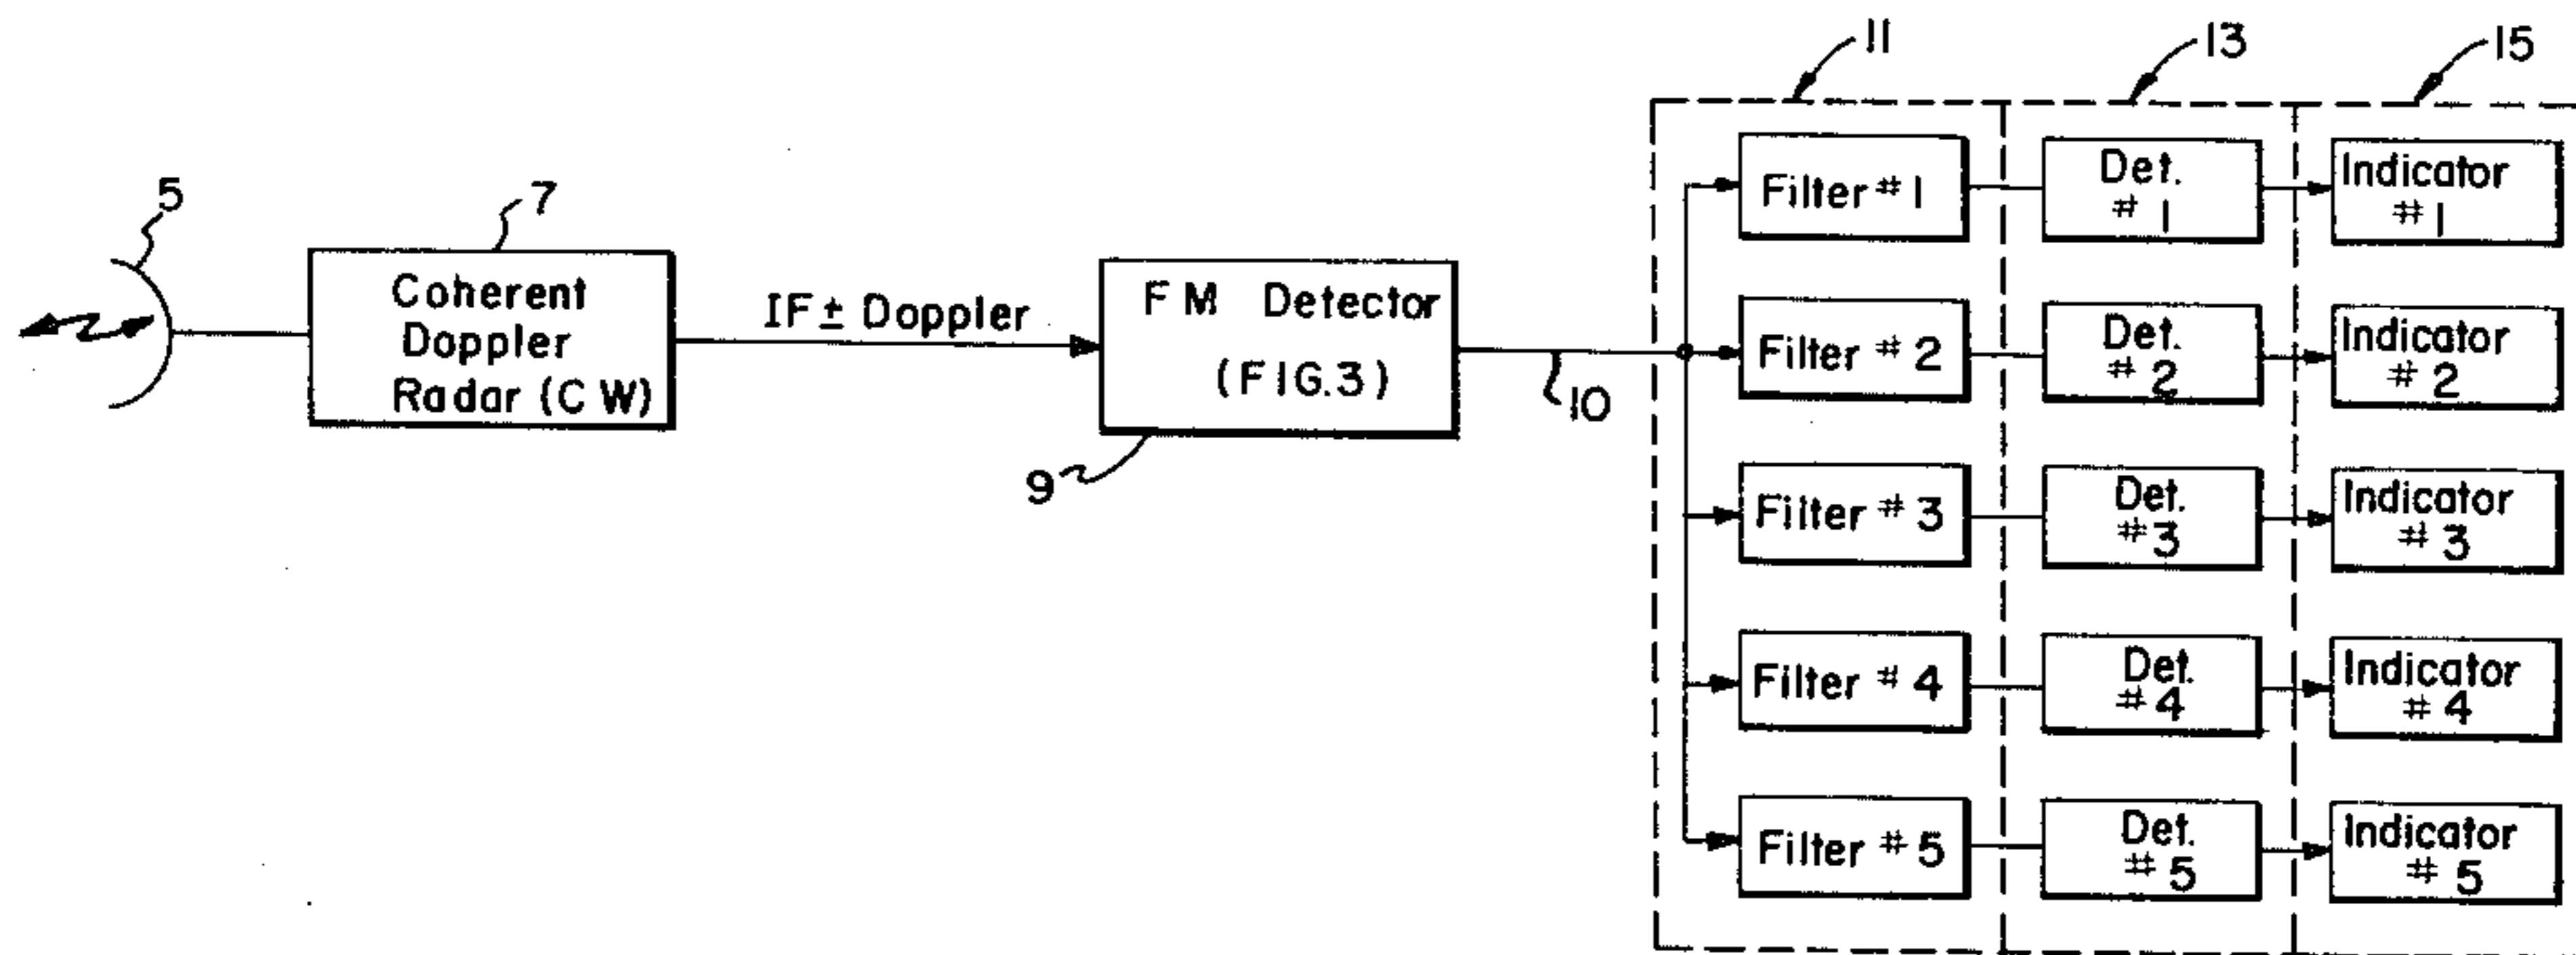 11
13
15
5
7
Coherent
Doppler
Radar (CW)
IF ± Doppler
FM Detector
(FIG.3)
9
10
Filter #1
Det.
#1
Indicator
#1
Filter #2
Det.
#2
Indicator
#2
Filter #3
Det.
#3
Indicator
#3
Filter #4
Det.
#4
Indicator
#4
Filter #5
Det.
#5
Indicator
#5